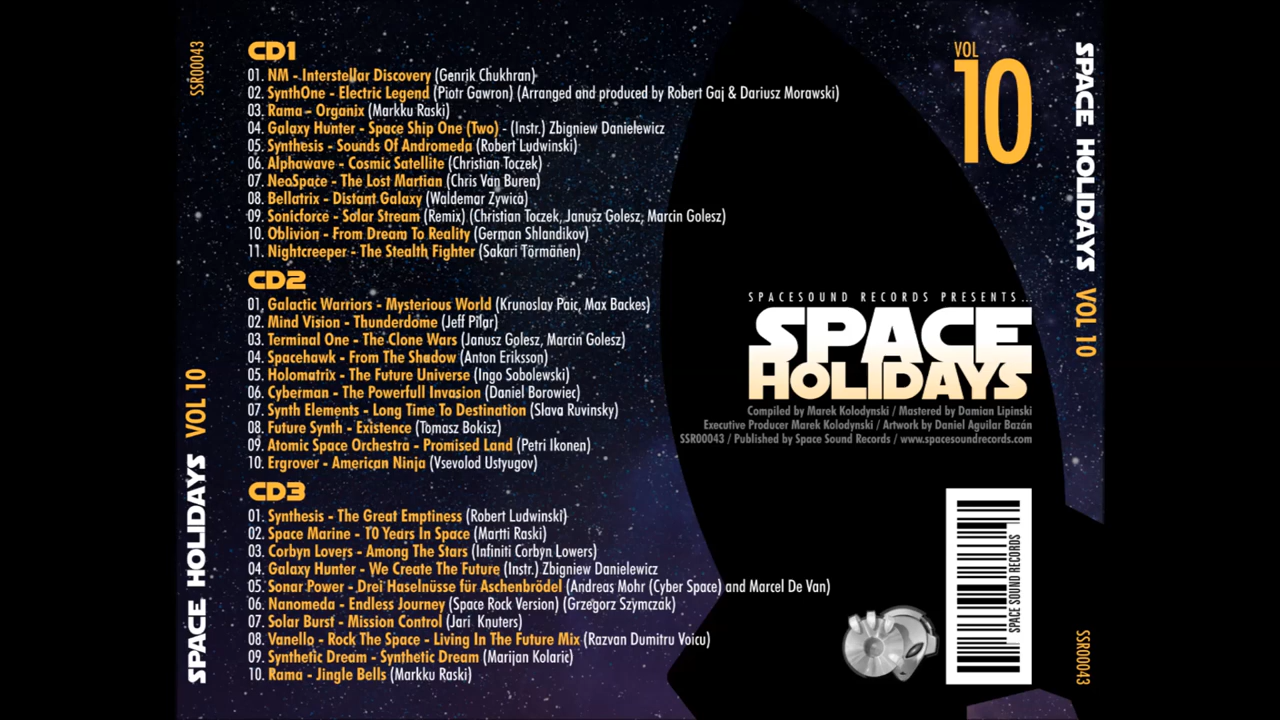 SSR00043
CD1
01. NM - Interstellar Discovery (Genrik Chukhran)
02. SynthOne - Electric Legend (Piotr Gawron) (Arranged and produced by Robert Gaj & Dariusz Morawski)
03. Rama - Organix (Markku Raski)
04. Galaxy Hunter - Space Ship One (Two) - (Instr.) Zbigniew Danielewicz
05. Synthesis - Sounds Of Andromeda (Robert Ludwinski)
06. Alphawave - Cosmic Satellite (Christian Toczek)
07. NeoSpace - The Lost Martian (Chris Van Buren)
08. Bellatrix - Distant Galaxy (Waldemar Zywica)
09. Sonicforce - Solar Stream (Remix) (Christian Toczek, Janusz Golesz, Marcin Golesz)
10. Oblivion - From Dream To Reality (German Shlandikov)
11. Nightcreeper - The Stealth Fighter (Sakari Törmänen)
CD2
01, Galactic Warriors - Mysterious World (Krunoslav Paic, Max Backes)
02. Mind Vision - Thunderdome (Jeff Pilar)
03. Terminal One - The Clone Wars (Janusz Golesz, Marcin Golesz)
04. Spacehawk - From The Shadow (Anton Eriksson)
05. Holomatrix - The Future Universe (Ingo Sobolewski)
06. Cyberman - The Powerfull Invasion (Daniel Borowiec)
07. Synth Elements - Long Time To Destination (Slava Ruvinsky)
08. Future Synth - Existence (Tomasz Bokisz)
09. Atomic Space Orchestra - Promised Land (Petri Ikonen)
10. Ergrover - American Ninja (Vsevolod Ustyugov)
CD3
01. Synthesis - The Great Emptiness (Robert Ludwinski)
02. Space Marine - T0 Years In Space (Martti Raski)
03. Corbyn Lovers - Among The Stars (Infiniti Corbyn Lowers)
04. Galaxy Hunter - We Create The Future (Instr.) Zbigniew Danielewicz
05. Sonar Power - Drei Haselnüsse für Aschenbrödel (Andreas Mohr (Cyber Space) and Marcel De Van)
06. Nanomeda - Endless Journey (Space Rock Version) (Grzegorz Szymczak)
07. Solar Burst - Mission Control (Jari Knuters)
08. Vanello - Rock The Space - Living In The Future Mix (Razvan Dumitru Voicu)
09. Synthetic Dream - Synthetic Dream (Marijan Kolaric)
10. Rama - Jingle Bells (Markku Raski)
SPACE HOLIDAYS VOL 10
VOL
10
SPACESOUND RECORDS PRESENTS...
SPACE
HOLIDAYS
Compiled by Marek Kolodynski / Mastered by Damian Lipinski
Executive Producer Marek Kolodynski / Artwork by Daniel Aguilar Bazán
SSR00043 / Published by Space Sound Records / www.spacesoundrecords.com
SPACE SOUND RECORDS
SPACE HOLIDAYS VOL 10
SSR00043